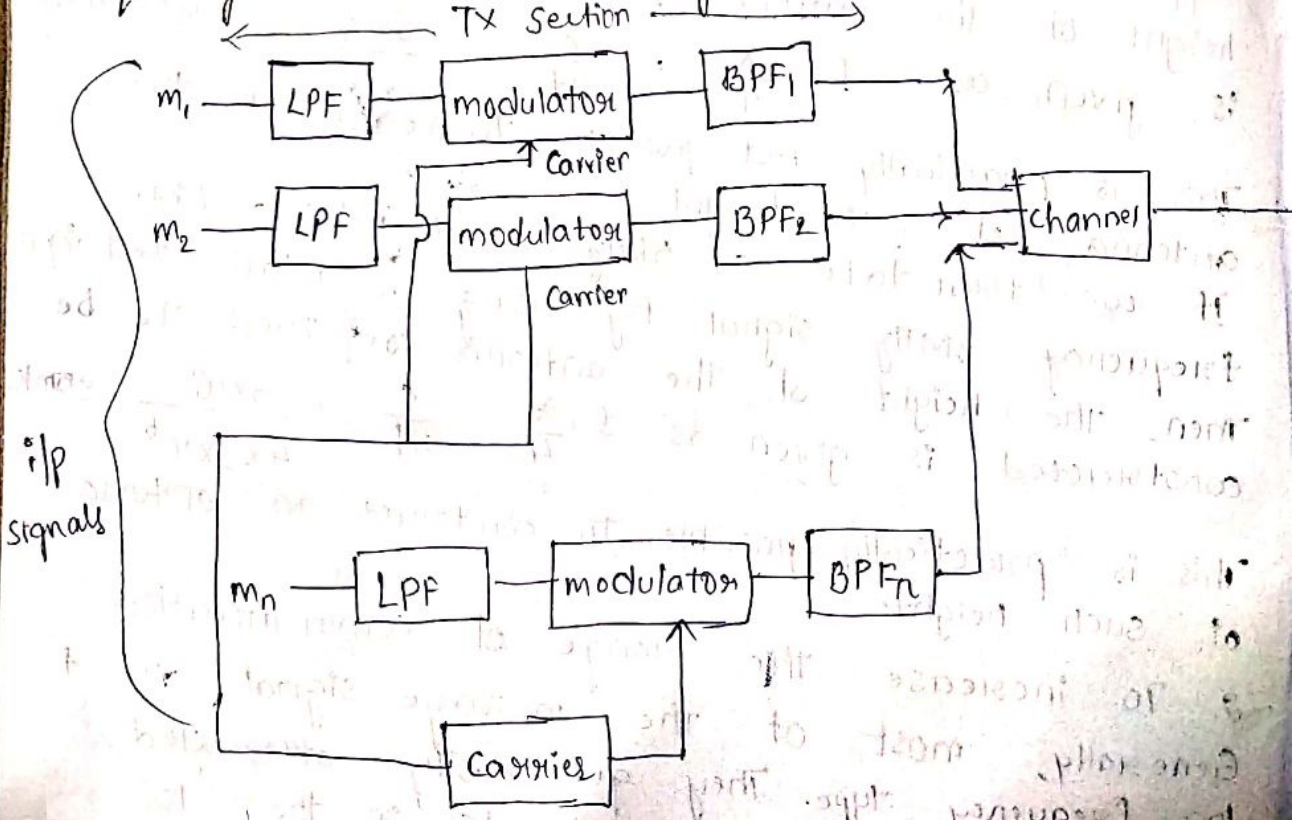 TX Section
m₁ LPF modulator BPF₁
Carrier
m₂ LPF modulator BPF₂ channel
Carrier
i/p
signals
mn LPF modulator BPFn
Carrier